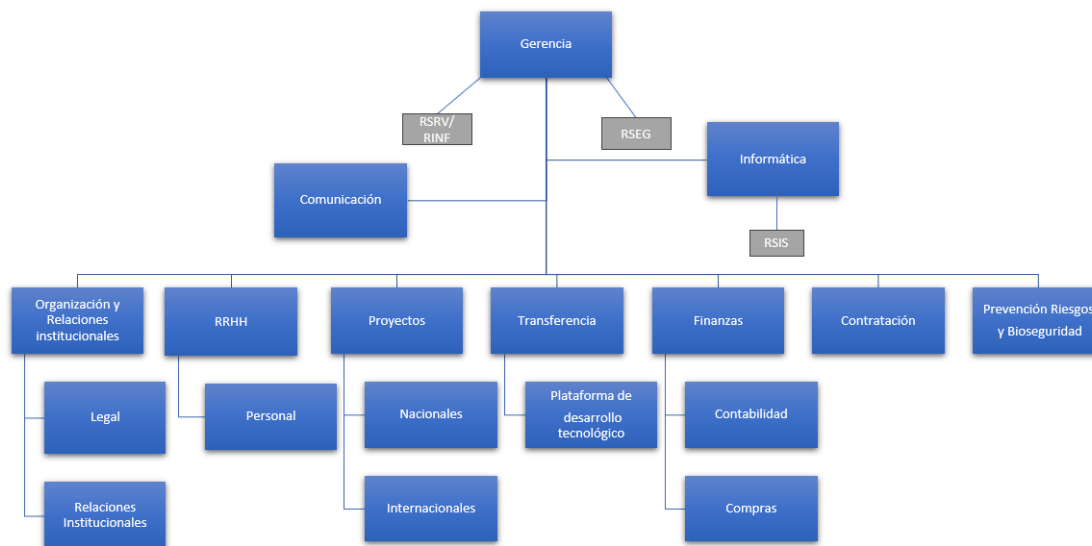 Gerencia
RSRV/
RINF
RSEG
Informática
Comunicación
RSIS
Organización y
Relaciones
institucionales
RRHH
Proyectos
Transferencia
Finanzas
Contratación
Prevención Riesgos
y Bioseguridad
Legal
Personal
Nacionales
Plataforma de
desarrollo
tecnológico
Contabilidad
Relaciones
Institucionales
Internacionales
Compras